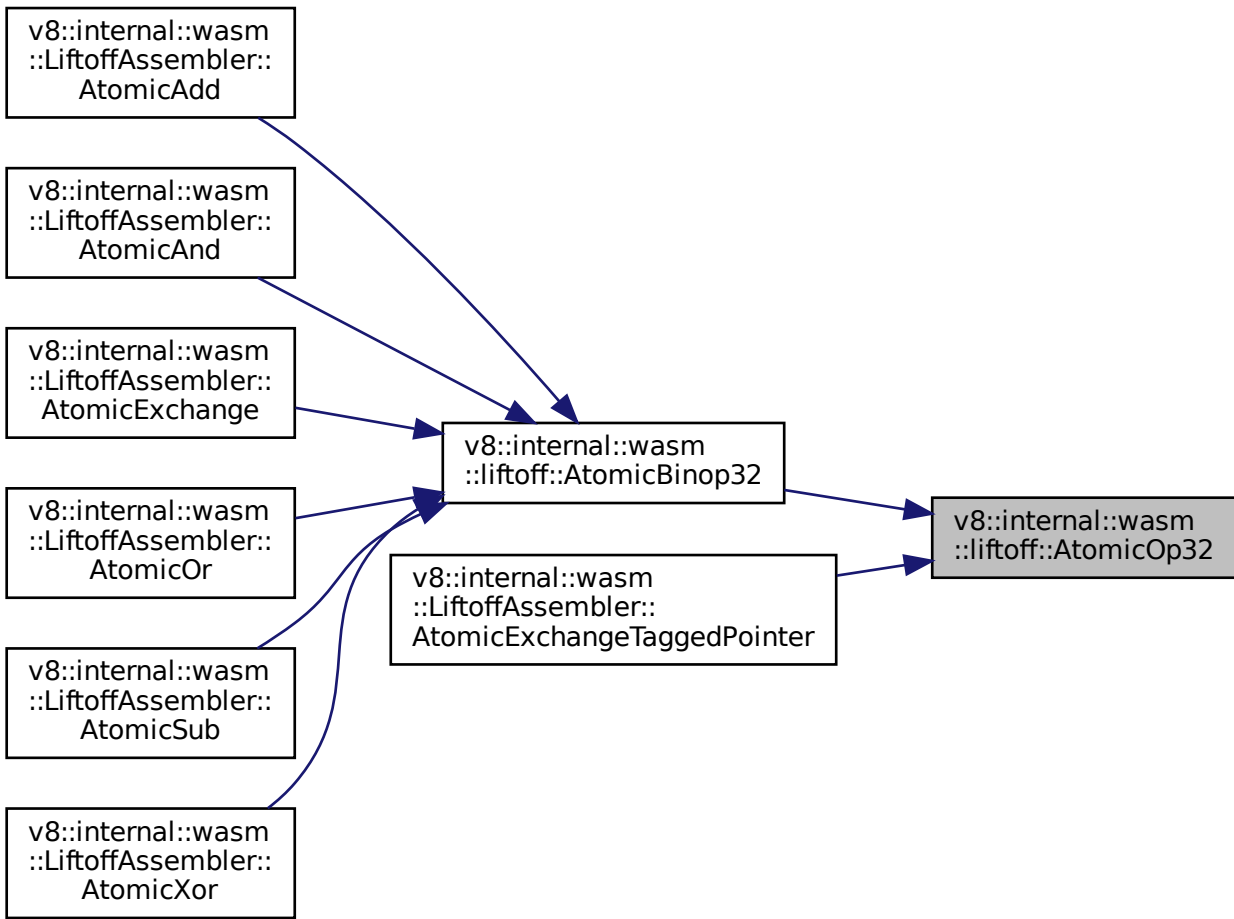 v8::internal::wasm
::LiftoffAssembler::
AtomicAdd
v8::internal::wasm
::LiftoffAssembler::
AtomicAnd
v8::internal::wasm
::LiftoffAssembler::
AtomicExchange
v8::internal::wasm
::LiftoffAssembler::
AtomicOr
v8::internal::wasm
::LiftoffAssembler::
AtomicSub
v8::internal::wasm
::LiftoffAssembler::
AtomicXor
v8::internal::wasm
::liftoff::AtomicBinop32
v8::internal::wasm
::LiftoffAssembler::
AtomicExchangeTaggedPointer
v8::internal::wasm
::liftoff::AtomicOp32